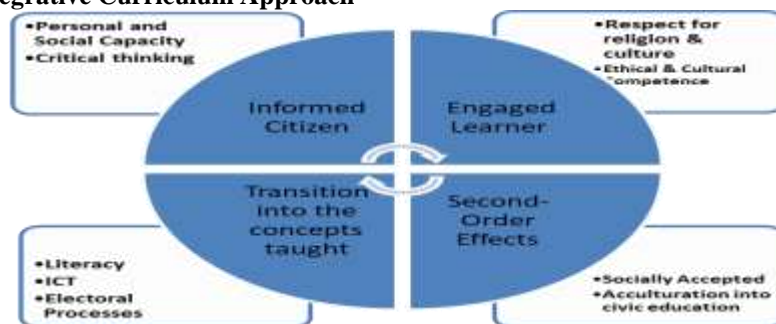 egrative Curriculum Approach
•Personal and
Social Capacity
•Critical thinking
•Respect for
religion &
culture
•Ethical & Cultural
Competence
Informed
Citizen
Engaged
Learner
Transition
into the
concepts
taught
Second-
Order
Effects
•Literacy
•ICT
•Electoral
Processes
•Socially Accepted
•Acculturation into
civic education